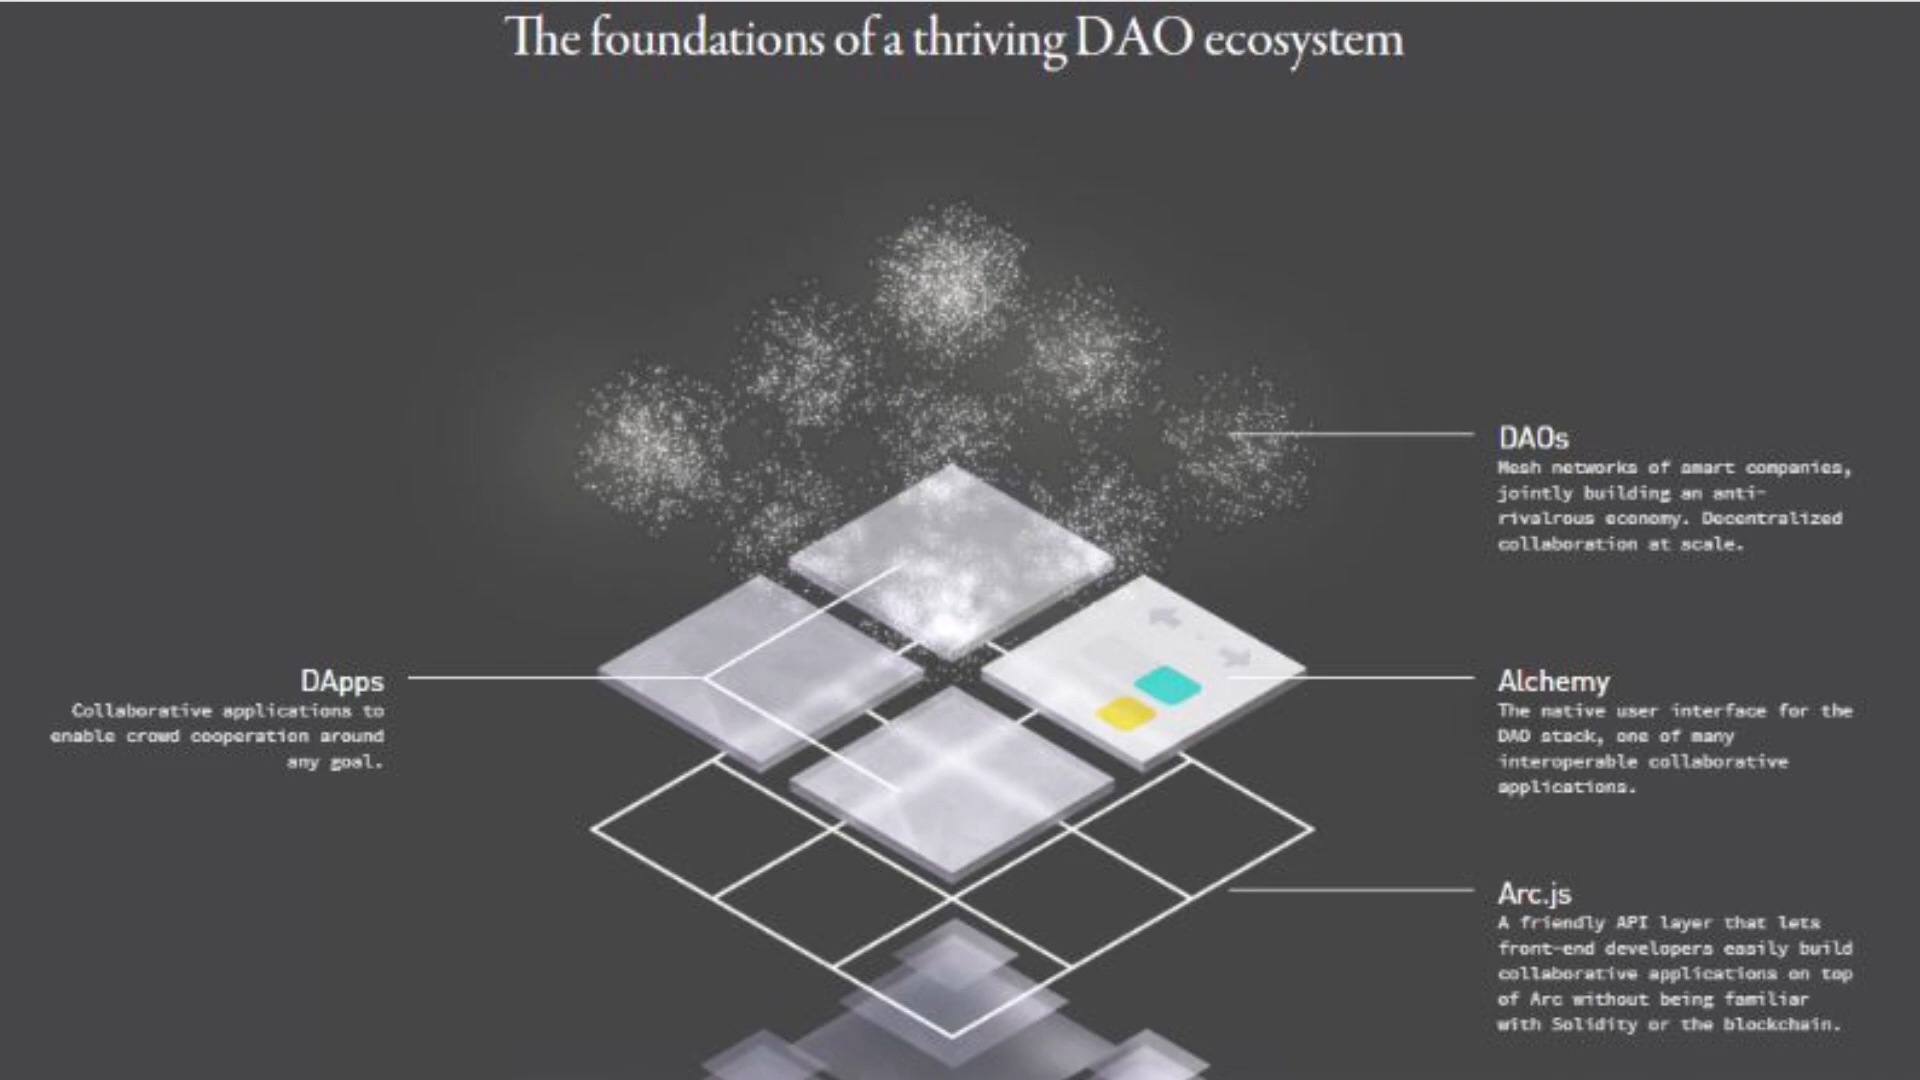 The foundations of a thriving DAO ecosystem
DAOs
Mesh networks of smart companies,
jointly building an anti-
rivalrous economy. Decentralized
collaboration at scale.
DApps
Collaborative applications to
enable crowd cooperation around
any goal.
Alchemy
The native user interface for the
DAO stack, one of many
interoperable collaborative
applications.
Arc.js
A friendly API layer that lets
front-end developers easily build
collaborative applications on top
of Arc without being familiar
with Solidity or the blockchain.